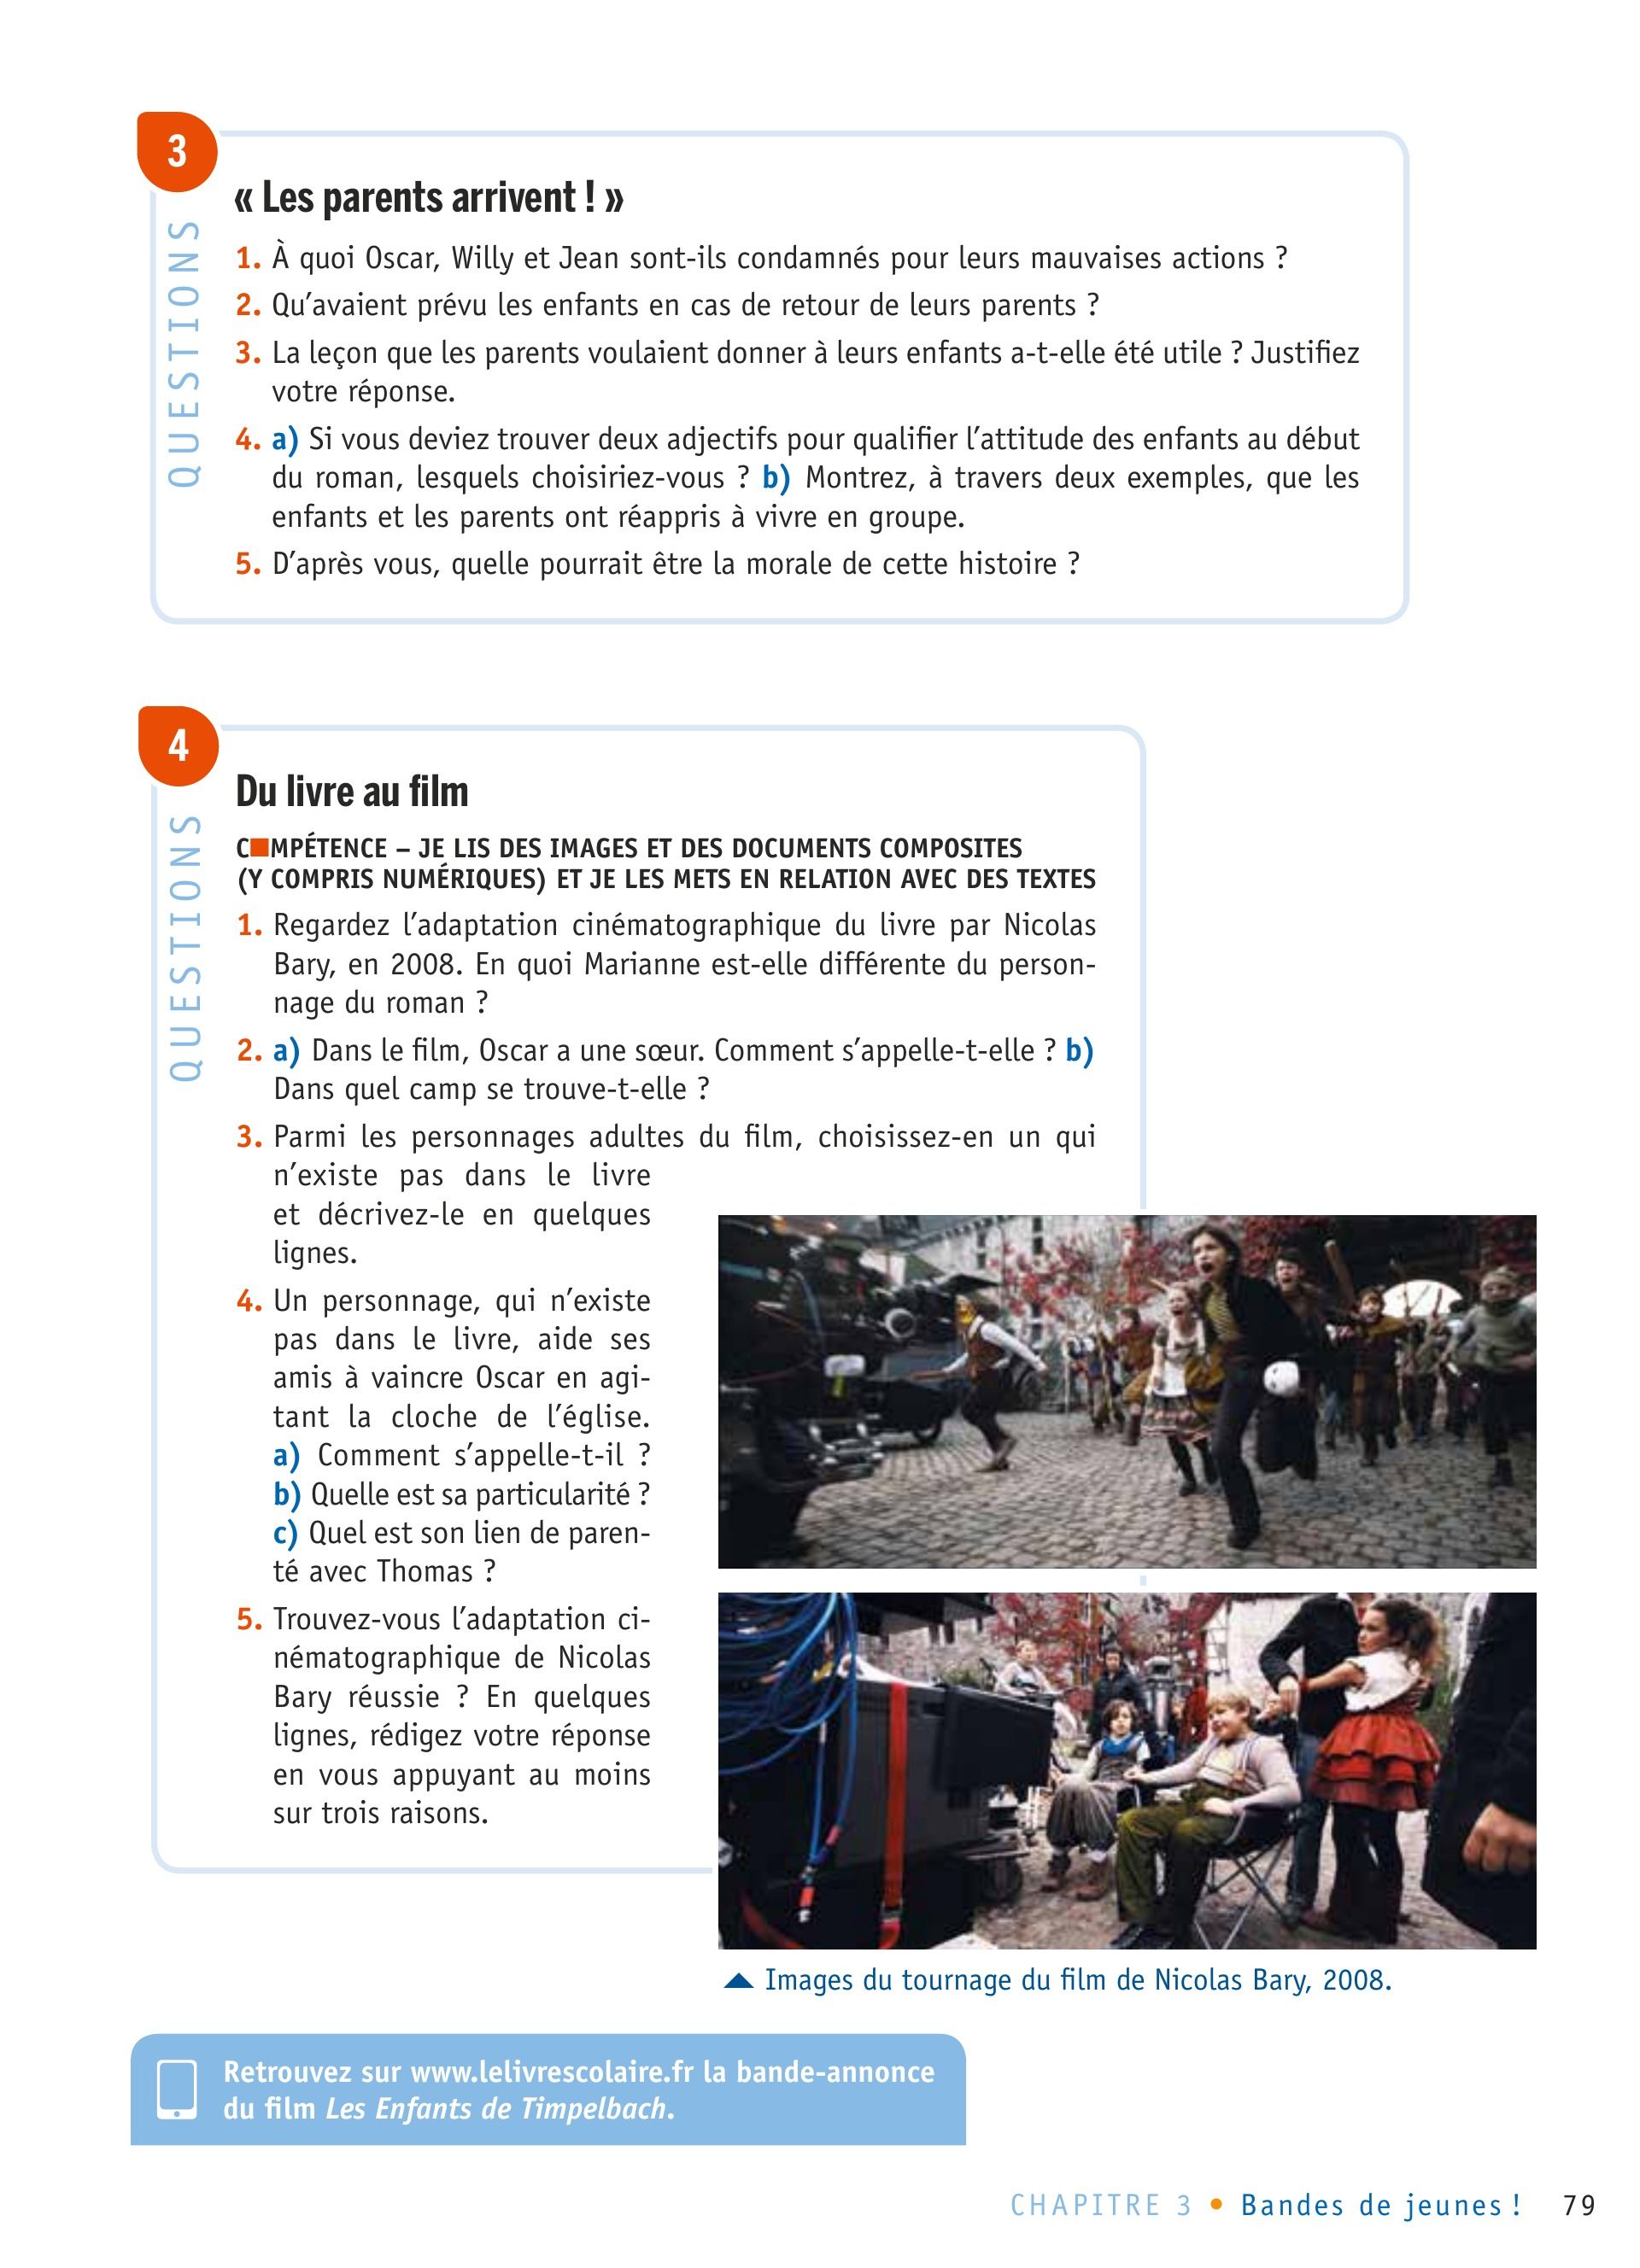 3
QUESTIONS
« Les parents arrivent ! »
1. À quoi Oscar, Willy et Jean sont-ils condamnés pour leurs mauvaises actions ?
2. Qu’avaient prévu les enfants en cas de retour de leurs parents ?
3. La leçon que les parents voulaient donner à leurs enfants a-t-elle été utile ? Justifiez
votre réponse.
4. a) Si vous deviez trouver deux adjectifs pour qualifier l’attitude des enfants au début
du roman, lesquels choisiriez-vous ? b) Montrez, à travers deux exemples, que les
enfants et les parents ont réappris à vivre en groupe.
5. D’après vous, quelle pourrait être la morale de cette histoire ?
4
QUESTIONS
Du livre au film
C■MPÉTENCE – JE LIS DES IMAGES ET DES DOCUMENTS COMPOSITES
(Y COMPRIS NUMÉRIQUES) ET JE LES METS EN RELATION AVEC DES TEXTES
1. Regardez l’adaptation cinématographique du livre par Nicolas
Bary, en 2008. En quoi Marianne est-elle différente du person-
nage du roman ?
2. a) Dans le film, Oscar a une sœur. Comment s’appelle-t-elle ? b)
Dans quel camp se trouve-t-elle ?
3. Parmi les personnages adultes du film, choisissez-en un qui
n’existe pas dans le livre
et décrivez-le en quelques
lignes.
4. Un personnage, qui n’existe
pas dans le livre, aide ses
amis à vaincre Oscar en agi-
tant la cloche de l’église.
a) Comment s’appelle-t-il ?
b) Quelle est sa particularité ?
c) Quel est son lien de paren-
té avec Thomas ?
5. Trouvez-vous l’adaptation ci-
nématographique de Nicolas
Bary réussie ? En quelques
lignes, rédigez votre réponse
en vous appuyant au moins
sur trois raisons.
Images du tournage du film de Nicolas Bary, 2008.
Retrouvez sur www.lelivrescolaire.fr la bande-annonce
du film Les Enfants de Timpelbach.
CHAPITRE 3 • Bandes de jeunes ! 79